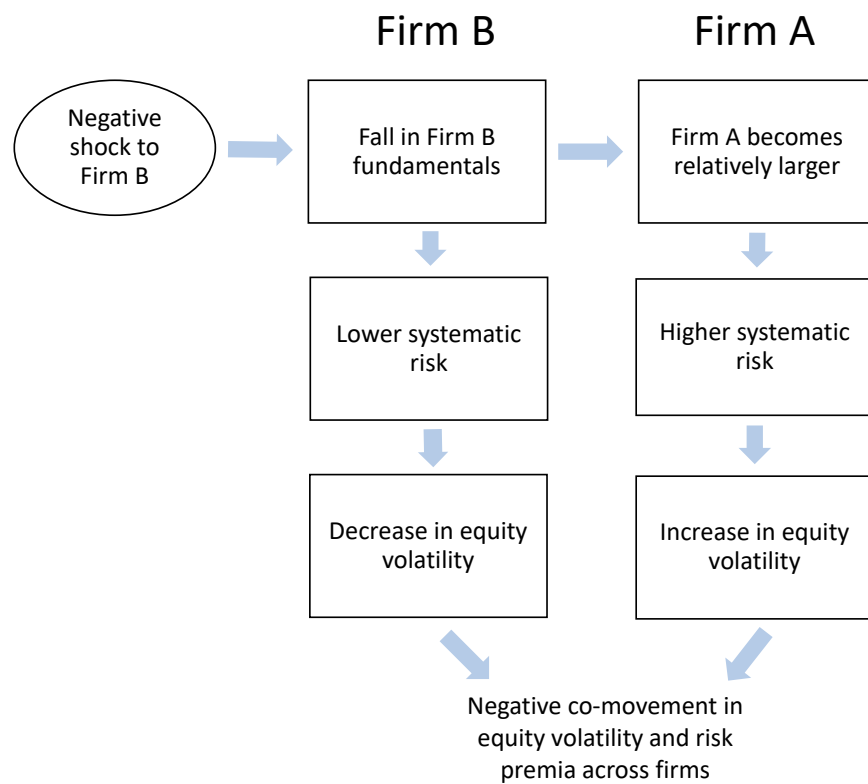 Firm B
Firm A
Negative
shock to
Firm B
Fall in Firm B
fundamentals
Firm A becomes
relatively larger
Lower systematic
risk
Higher systematic
risk
Decrease in equity
volatility
Increase in equity
volatility
Negative co-movement in
equity volatility and risk
premia across firms